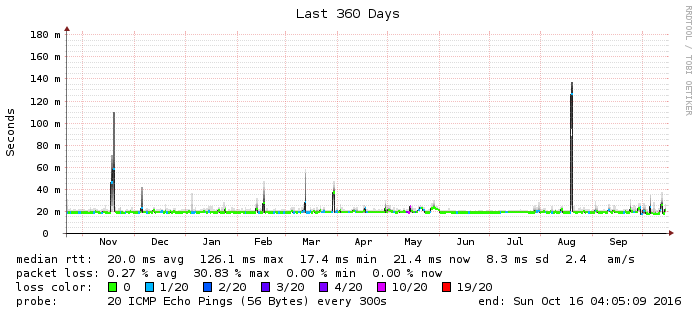 Last 360 Days
RRDTOOL / TOBI OETIKER
Seconds
180 m
160 m
140 m
120 m
100 m
80 m
60 m
40 m
20 m
0
Nov Dec Jan Feb Mar Apr May Jun Jul Aug Sep
median rtt: 20.0 ms avg 126.1 ms max 17.4 ms min 21.4 ms now 8.3 ms sd 2.4 am/s
packet loss: 0.27 % avg 30.83 % max 0.00 % min 0.00 % now
loss color: 0 1/20 2/20 3/20 4/20 10/20 19/20
probe: 20 ICMP Echo Pings (56 Bytes) every 300s end: Sun Oct 16 04:05:09 2016